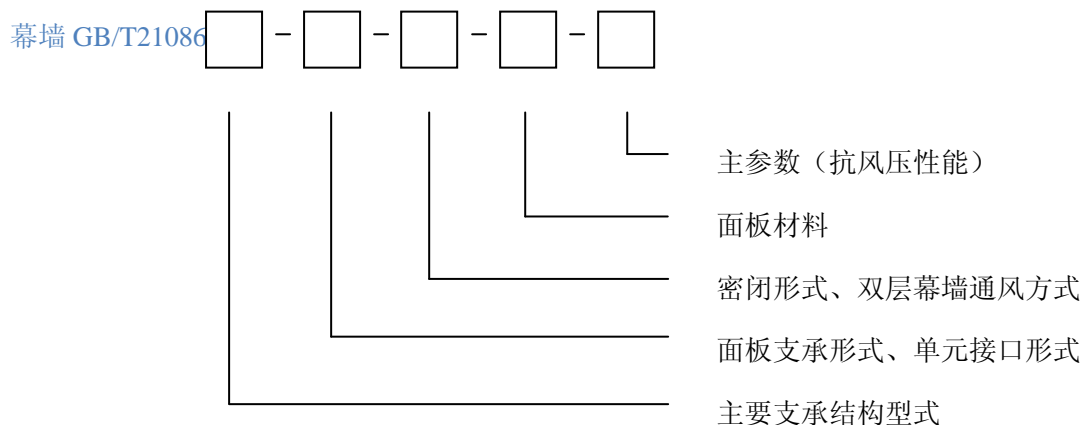 幕墙 GB/T21086 - - - -
主参数（抗风压性能）
面板材料
密闭形式、双层幕墙通风方式
面板支承形式、单元接口形式
主要支承结构型式